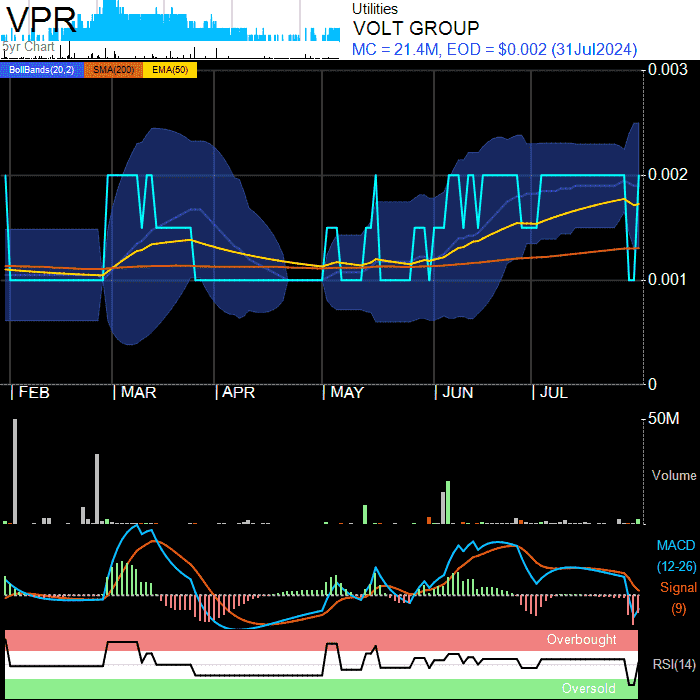 VPR
5yr Chart
Utilities
VOLT GROUP
MC = 21.4M, EOD = $0.002 (31Jul2024)
BollBands(20,2) SMA(200) EMA(50)
0.003
0.002
0.001
0
FEB MAR APR MAY JUN JUL
50M
Volume
MACD
(12-26)
Signal
(9)
Overbought
RSI(14)
Oversold